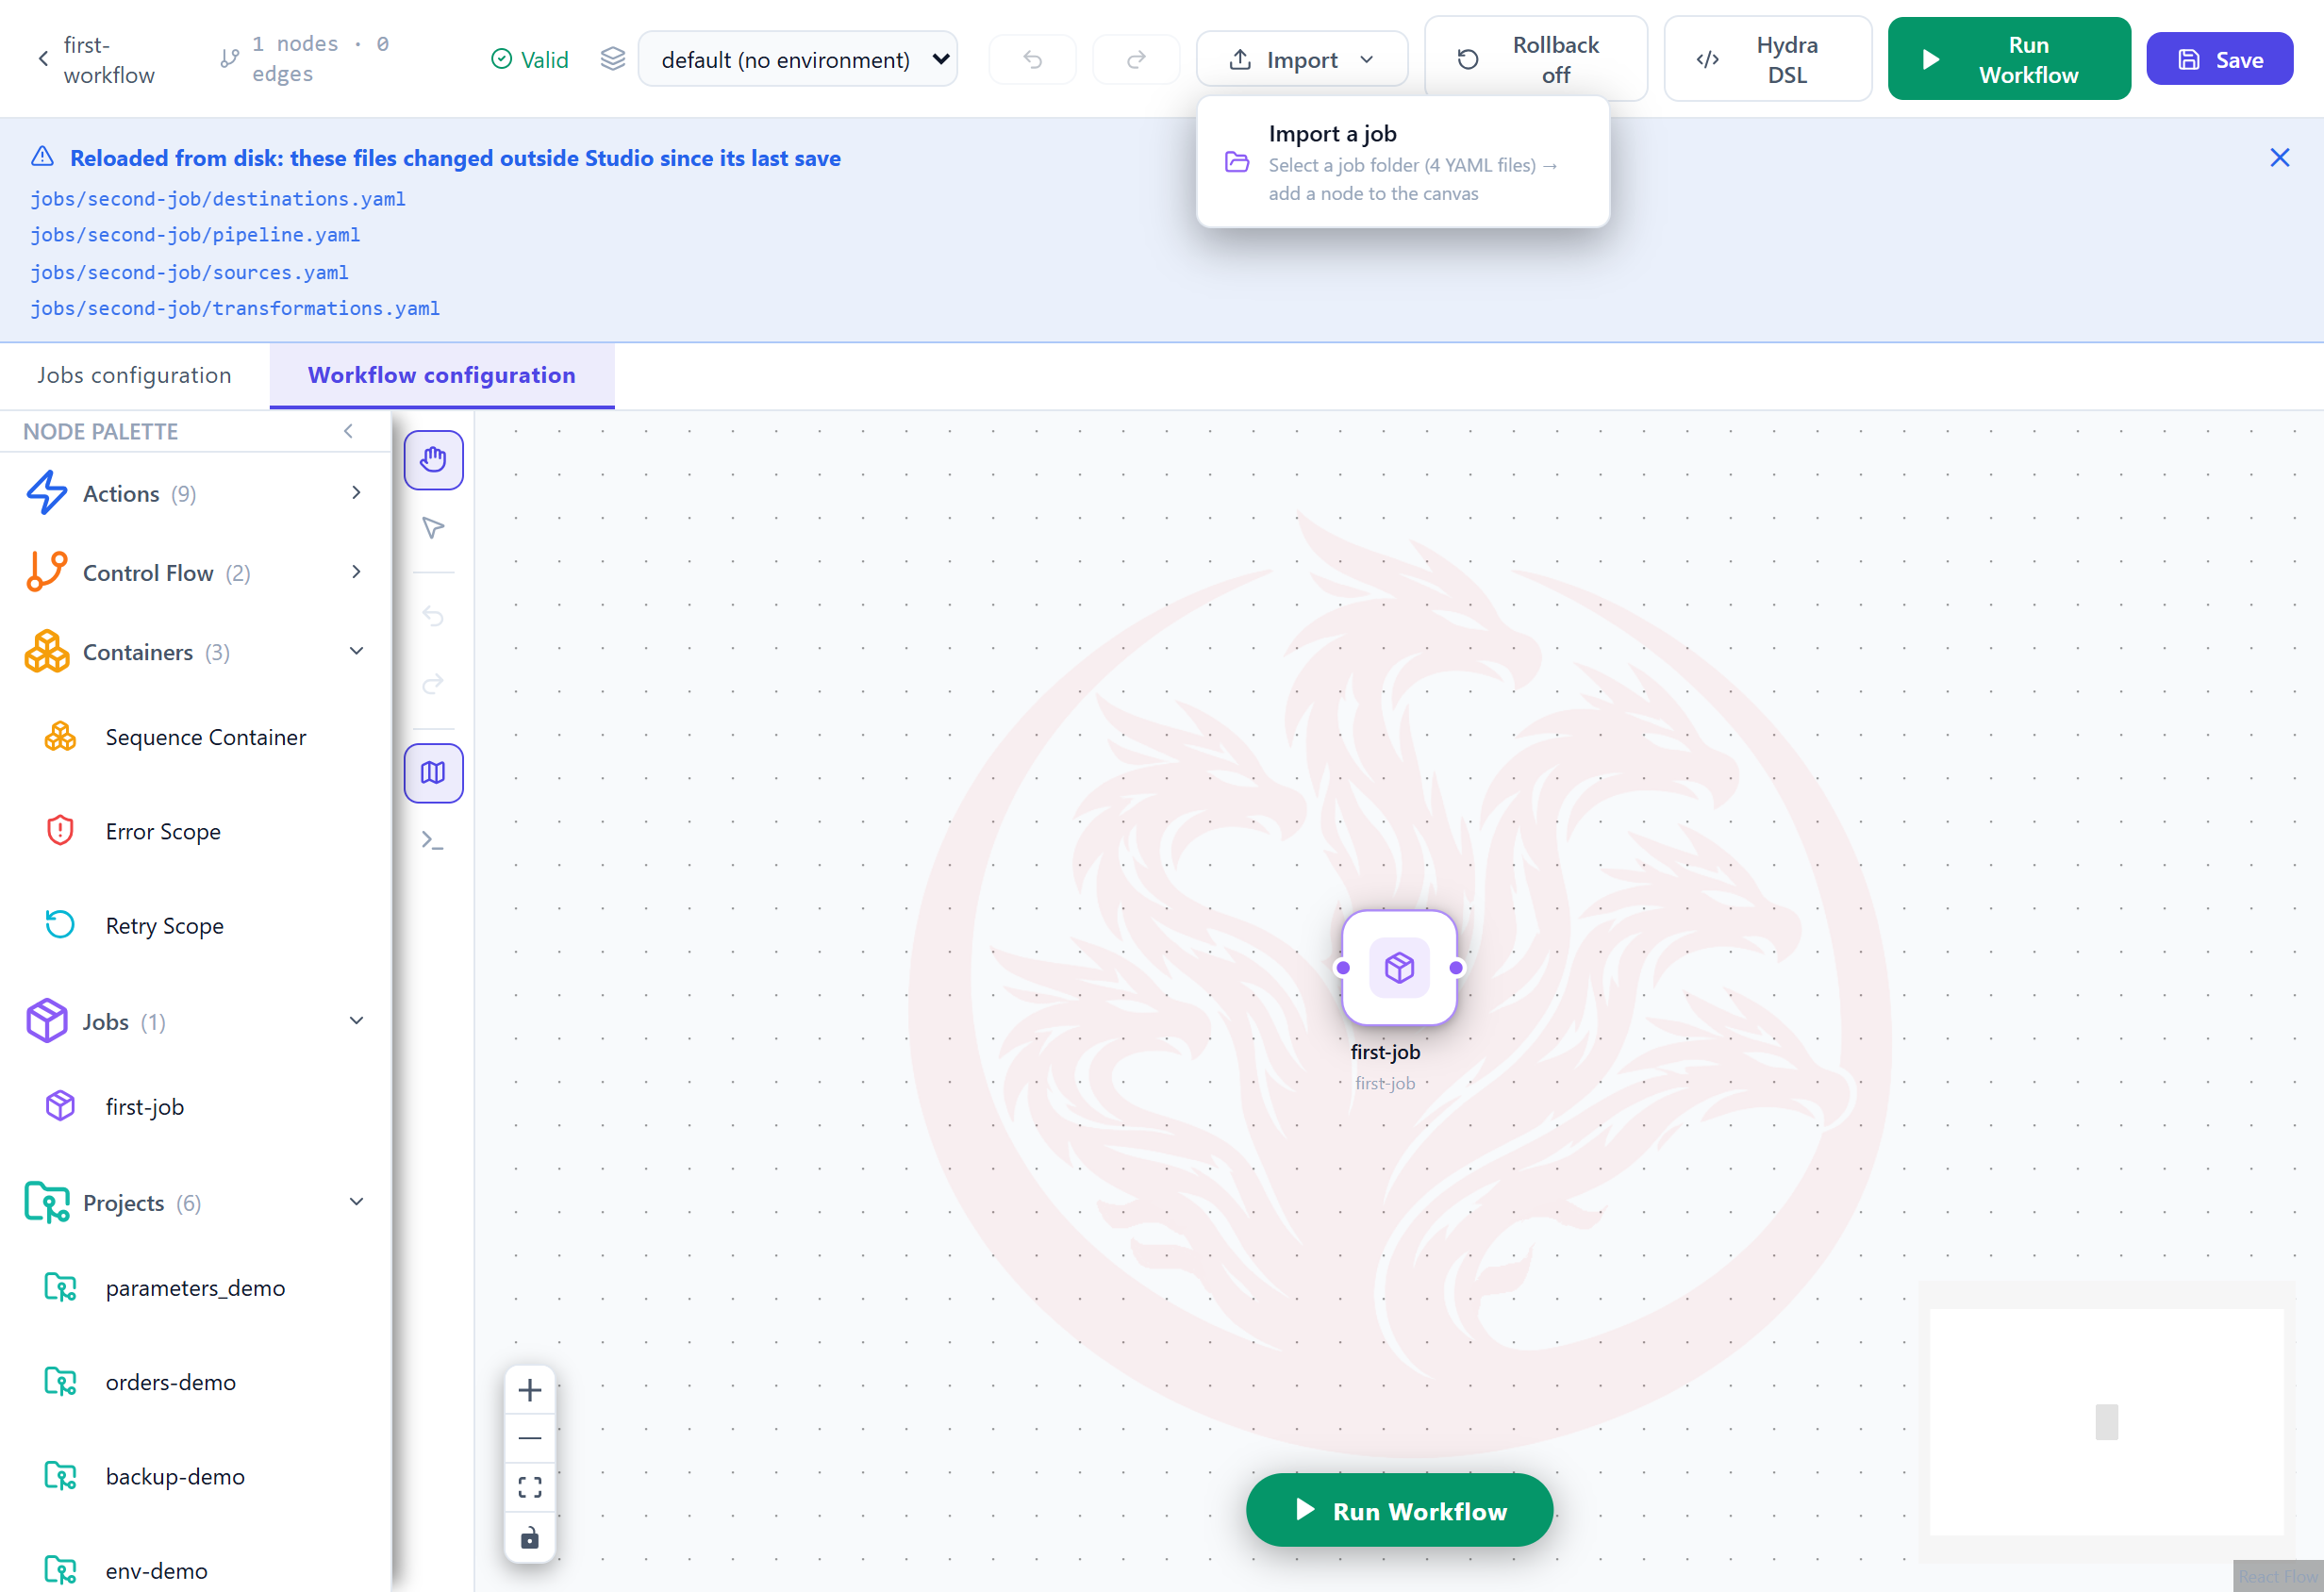 first-
workflow
1 nodes · 0
edges
Valid
default (no environment)
Import
Rollback
off
Hydra
DSL
Run
Workflow
Save
Import a job
Select a job folder (4 YAML files) →
add a node to the canvas
Reloaded from disk: these files changed outside Studio since its last save
jobs/second-job/destinations.yaml
jobs/second-job/pipeline.yaml
jobs/second-job/sources.yaml
jobs/second-job/transformations.yaml
Jobs configuration
Workflow configuration
NODE PALETTE
Actions (9)
Control Flow (2)
Containers (3)
Sequence Container
Error Scope
Retry Scope
Jobs (1)
first-job
Projects (6)
parameters_demo
orders-demo
backup-demo
env-demo
first-job
first-job
Run Workflow
React Flow